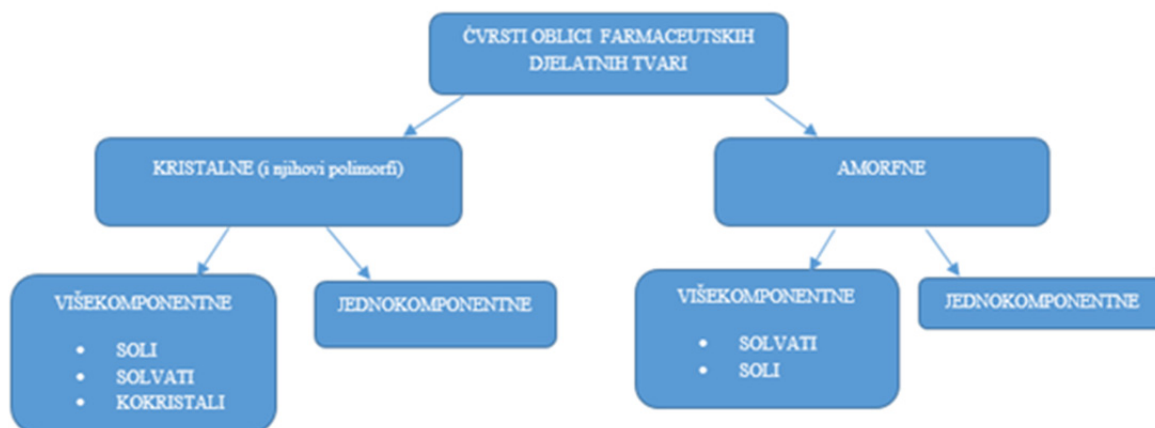 ČVRSTI OBLICI FARMACEUTSKIH
DJELATNIH TVARI
KRISTALNE (i njihovi polimorfi)
AMORFNE
VIŠEKOMPONENTNE
• SOLI
• SOLVATI
• KOKRISTALI
JEDNOKOMPONENTNE
VIŠEKOMPONENTNE
• SOLVATI
• SOLI
JEDNOKOMPONENTNE